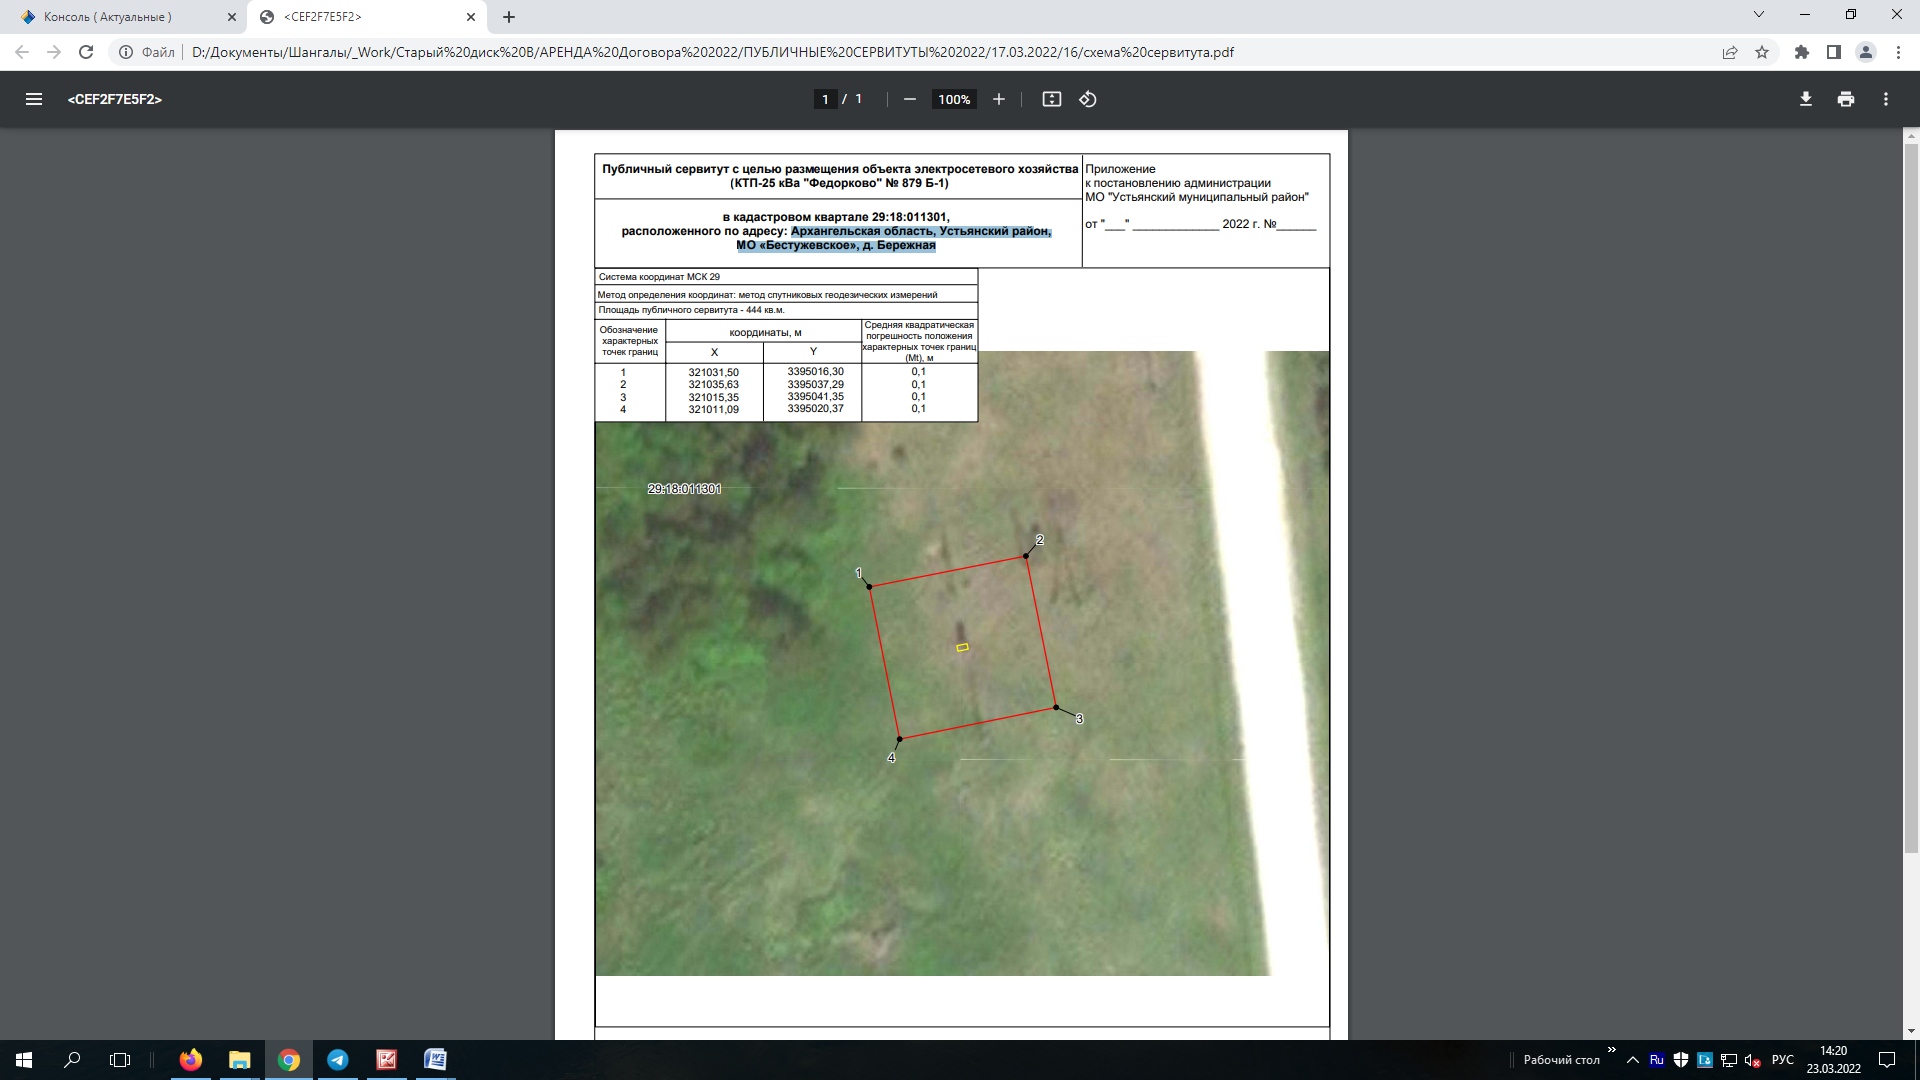 Консоль ( Актуальные )
<CEF2F7E5F2>
Файл
D:/Документы/Шангалы/_Work/Старый%20диск%20В/АРЕНДА%20Договора%202022/ПУБЛИЧНЫЕ%20СЕРВИТУТЫ%202022/17.03.2022/16/схема%20сервитута.pdf
<CEF2F7E5F2>
1 / 1
100%
Публичный сервитут с целью размещения объекта электросетевого хозяйства
(КТП-25 кВа "Федорково" № 879 Б-1)
в кадастровом квартале 29:18:011301,
расположенного по адресу: Архангельская область, Устьянский район,
МО «Бестужевское», д. Бережная
Приложение
к постановлению администрации
МО "Устьянский муниципальный район"
от "___" _____________ 2022 г. №______
Система координат МСК 29
Метод определения координат: метод спутниковых геодезических измерений
Площадь публичного сервитута - 444 кв.м.
Обозначение
характерных
точек границ
координаты, м
X
Y
Средняя квадратическая
погрешность положения
характерных точек границ
(Mt), м
1 321031,50 3395016,30 0,1
2 321035,63 3395037,29 0,1
3 321015,35 3395041,35 0,1
4 321011,09 3395020,37 0,1
29:18:011301
2
1
3
4
Рабочий стол
Ru
РУС
14:20
23.03.2022